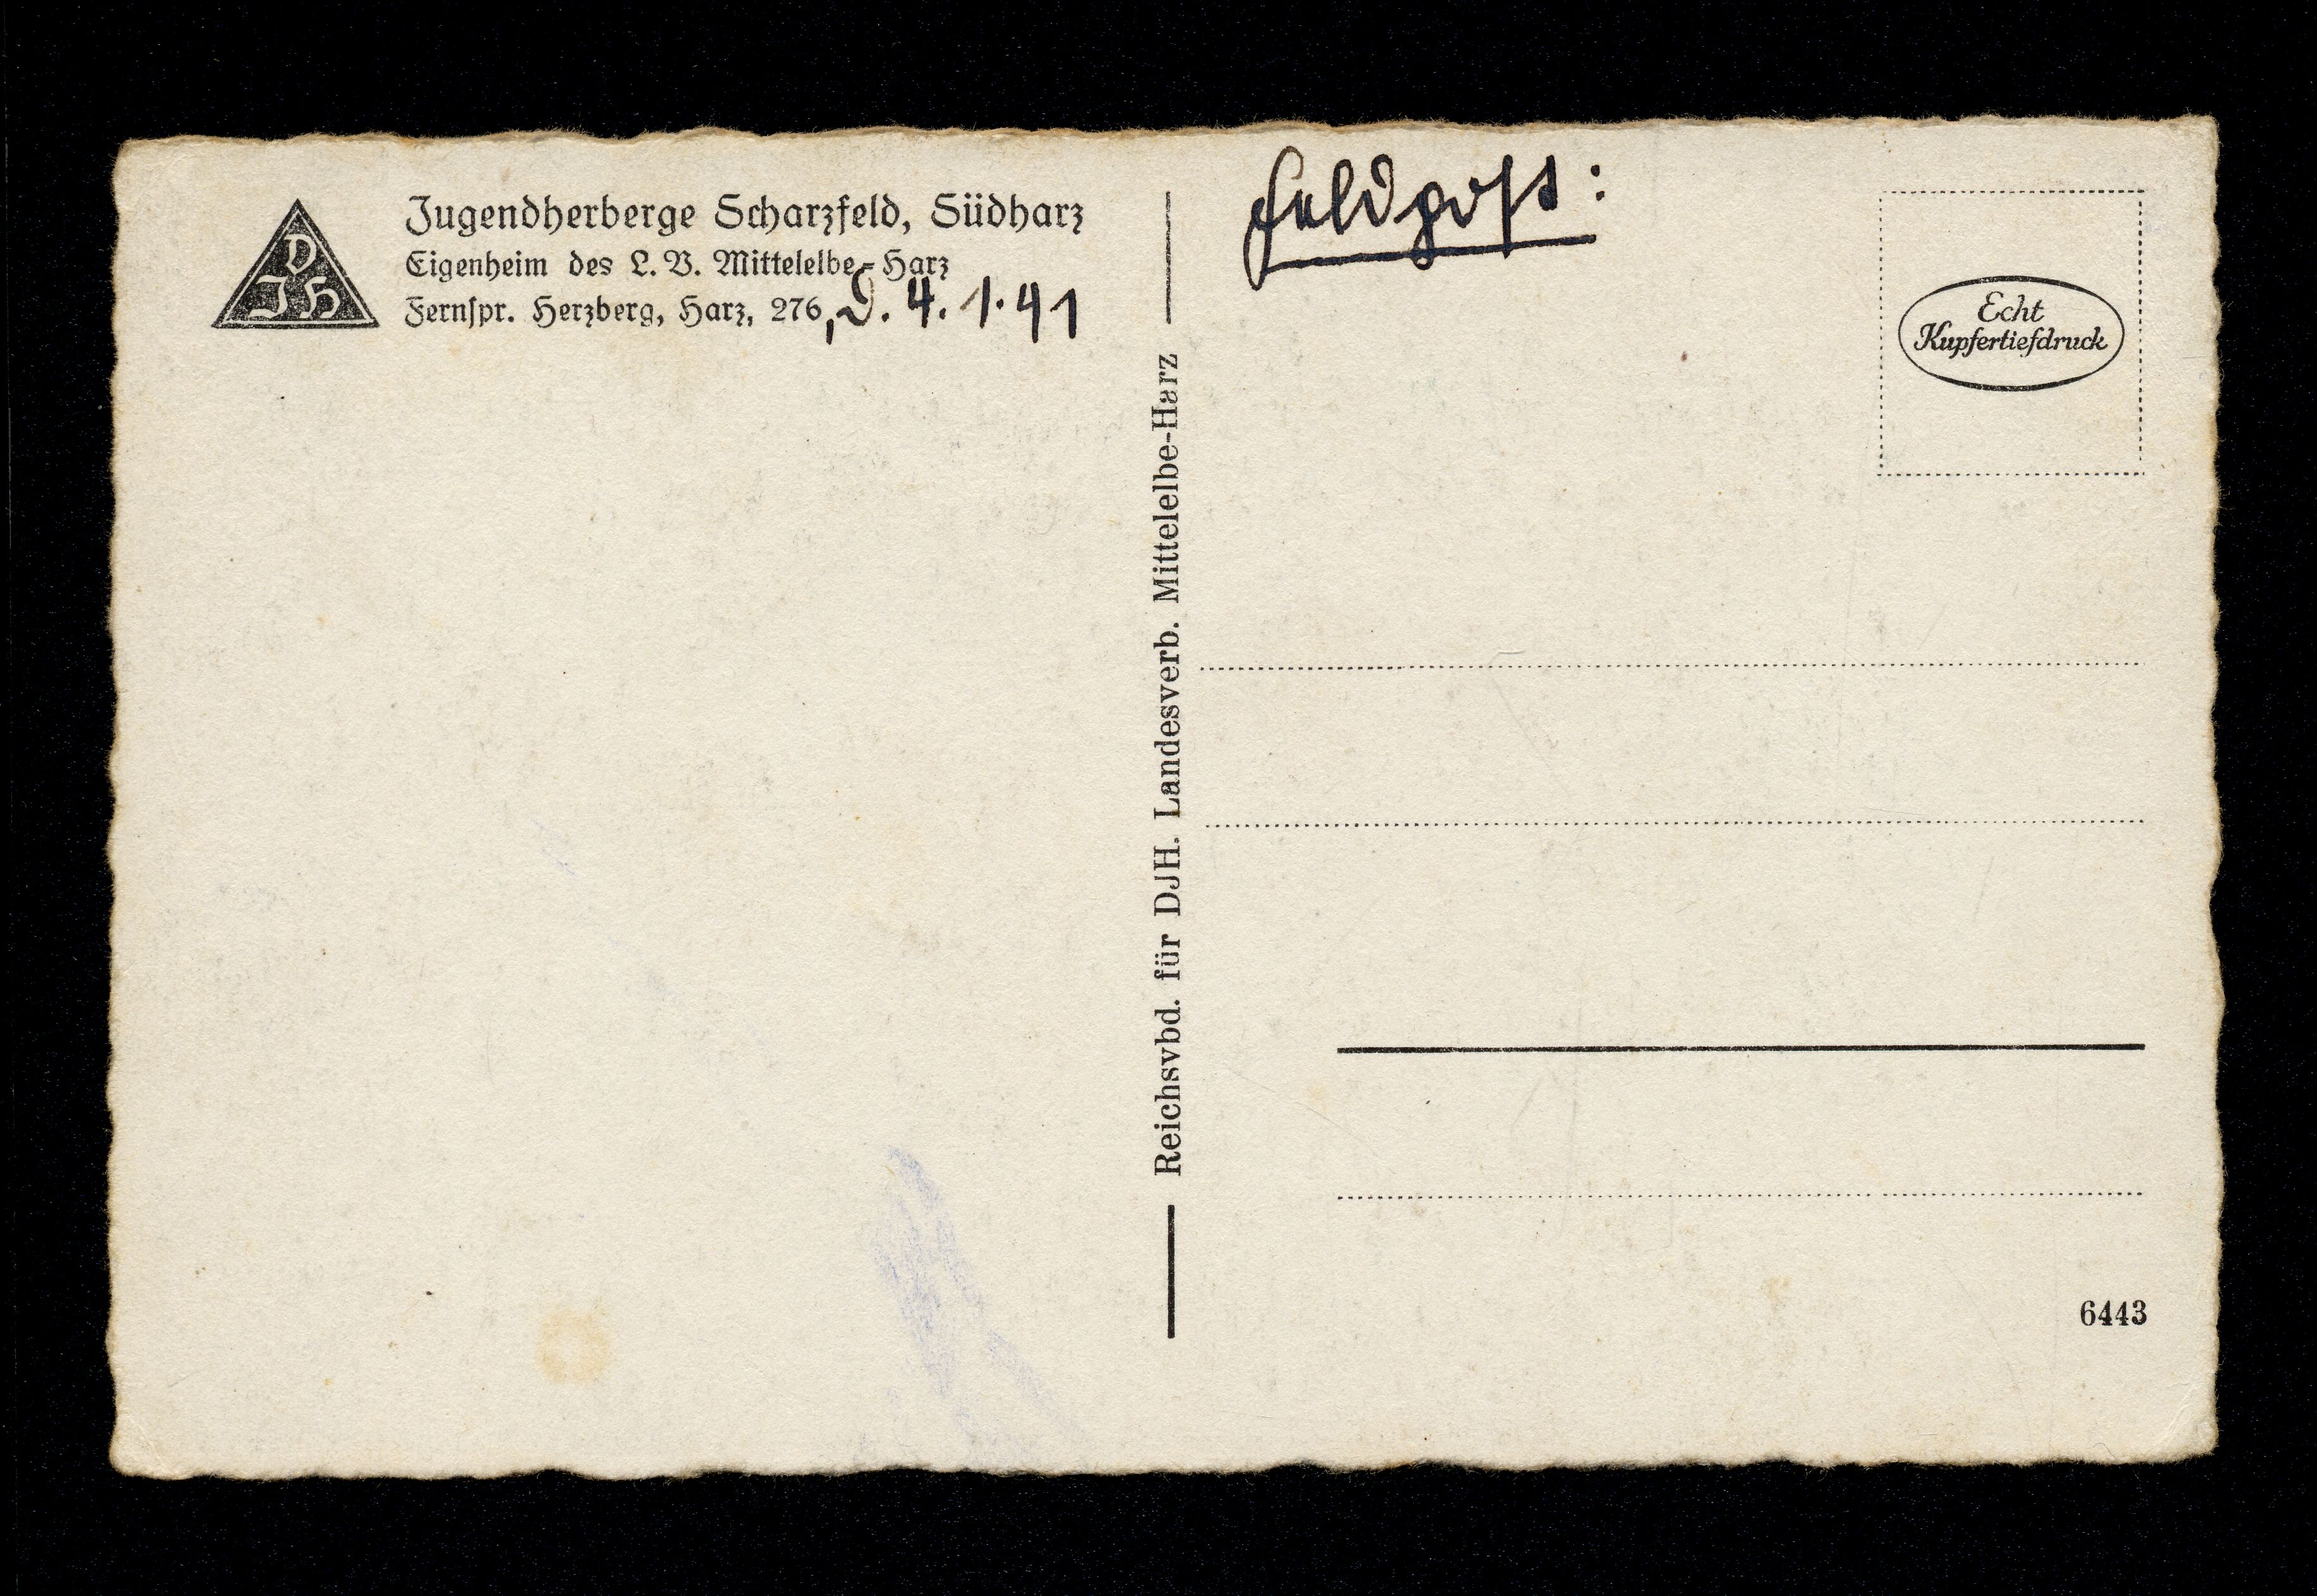 DJH
Jugendherberge Scharzfeld, Südharz
Eigenheim des L. V. Mittelelbe-Harz
Fernspr. Herzberg, Harz, 276, D. 4. 1. 41
Reichsvbd. für DJH. Landesverb. Mittelelbe-Harz
Feldpost:
Echt
Kupfertiefdruck
6443